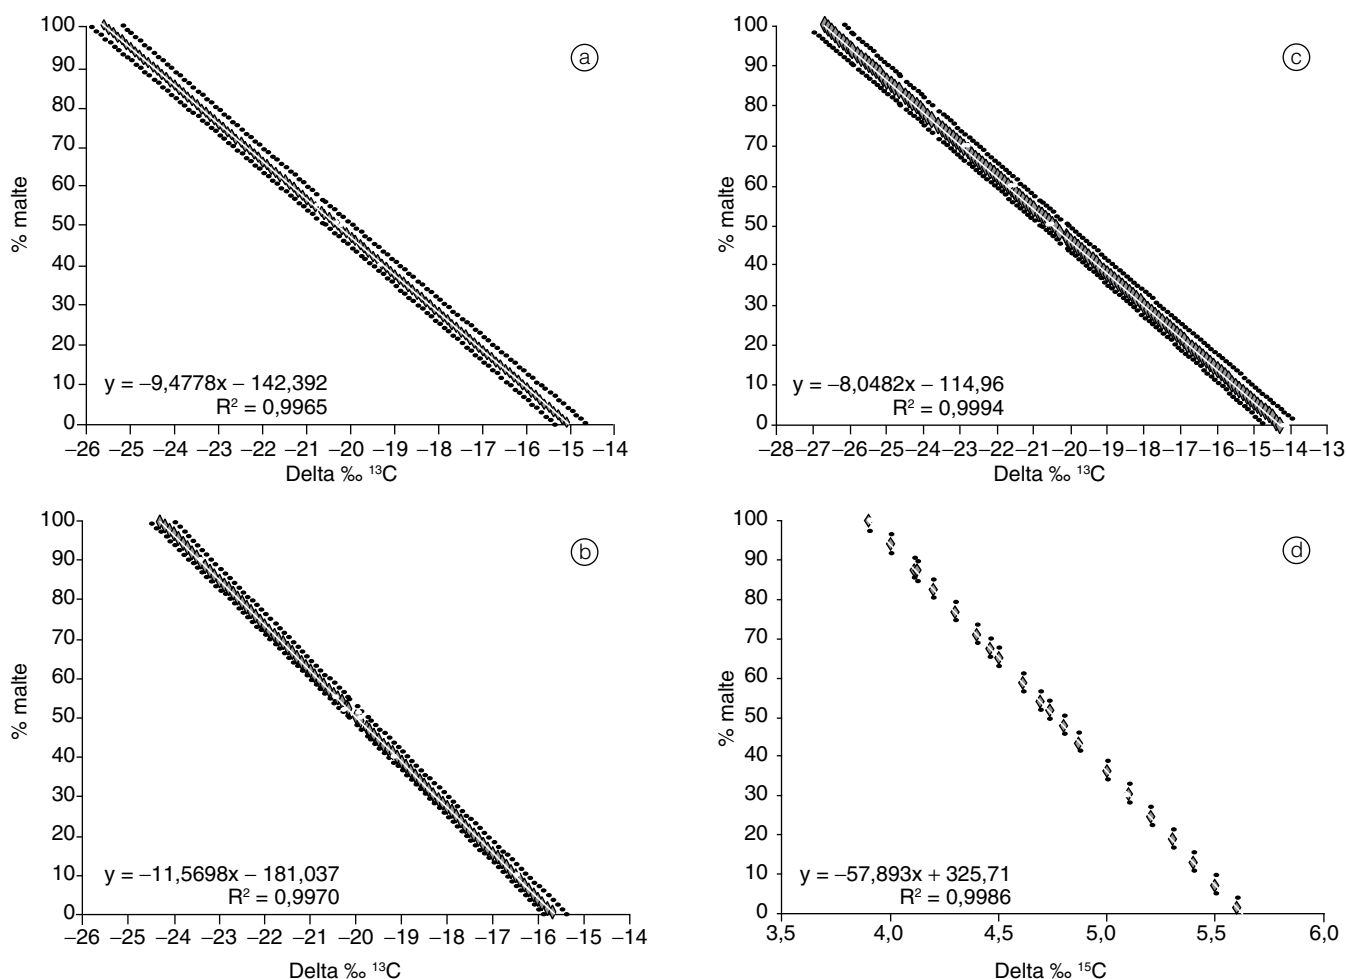 100
90
80
70
60
50
40
30
20
10
0
% malte
a
y = −9,4778x − 142,392
R² = 0,9965
−26 −25 −24 −23 −22 −21 −20 −19 −18 −17 −16 −15 −14
Delta ‰ ¹³C
100
90
80
70
60
50
40
30
20
10
0
% malte
c
y = −8,0482x − 114,96
R² = 0,9994
−28 −27 −26 −25 −24 −23 −22 −21 −20 −19 −18 −17 −16 −15 −14 −13
Delta ‰ ¹³C
100
90
80
70
60
50
40
30
20
10
0
% malte
b
y = −11,5698x − 181,037
R² = 0,9970
−26 −25 −24 −23 −22 −21 −20 −19 −18 −17 −16 −15 −14
Delta ‰ ¹³C
100
90
80
70
60
50
40
30
20
10
0
% malte
d
y = −57,893x + 325,71
R² = 0,9986
3,5 4,0 4,5 5,0 5,5 6,0
Delta ‰ ¹⁵C